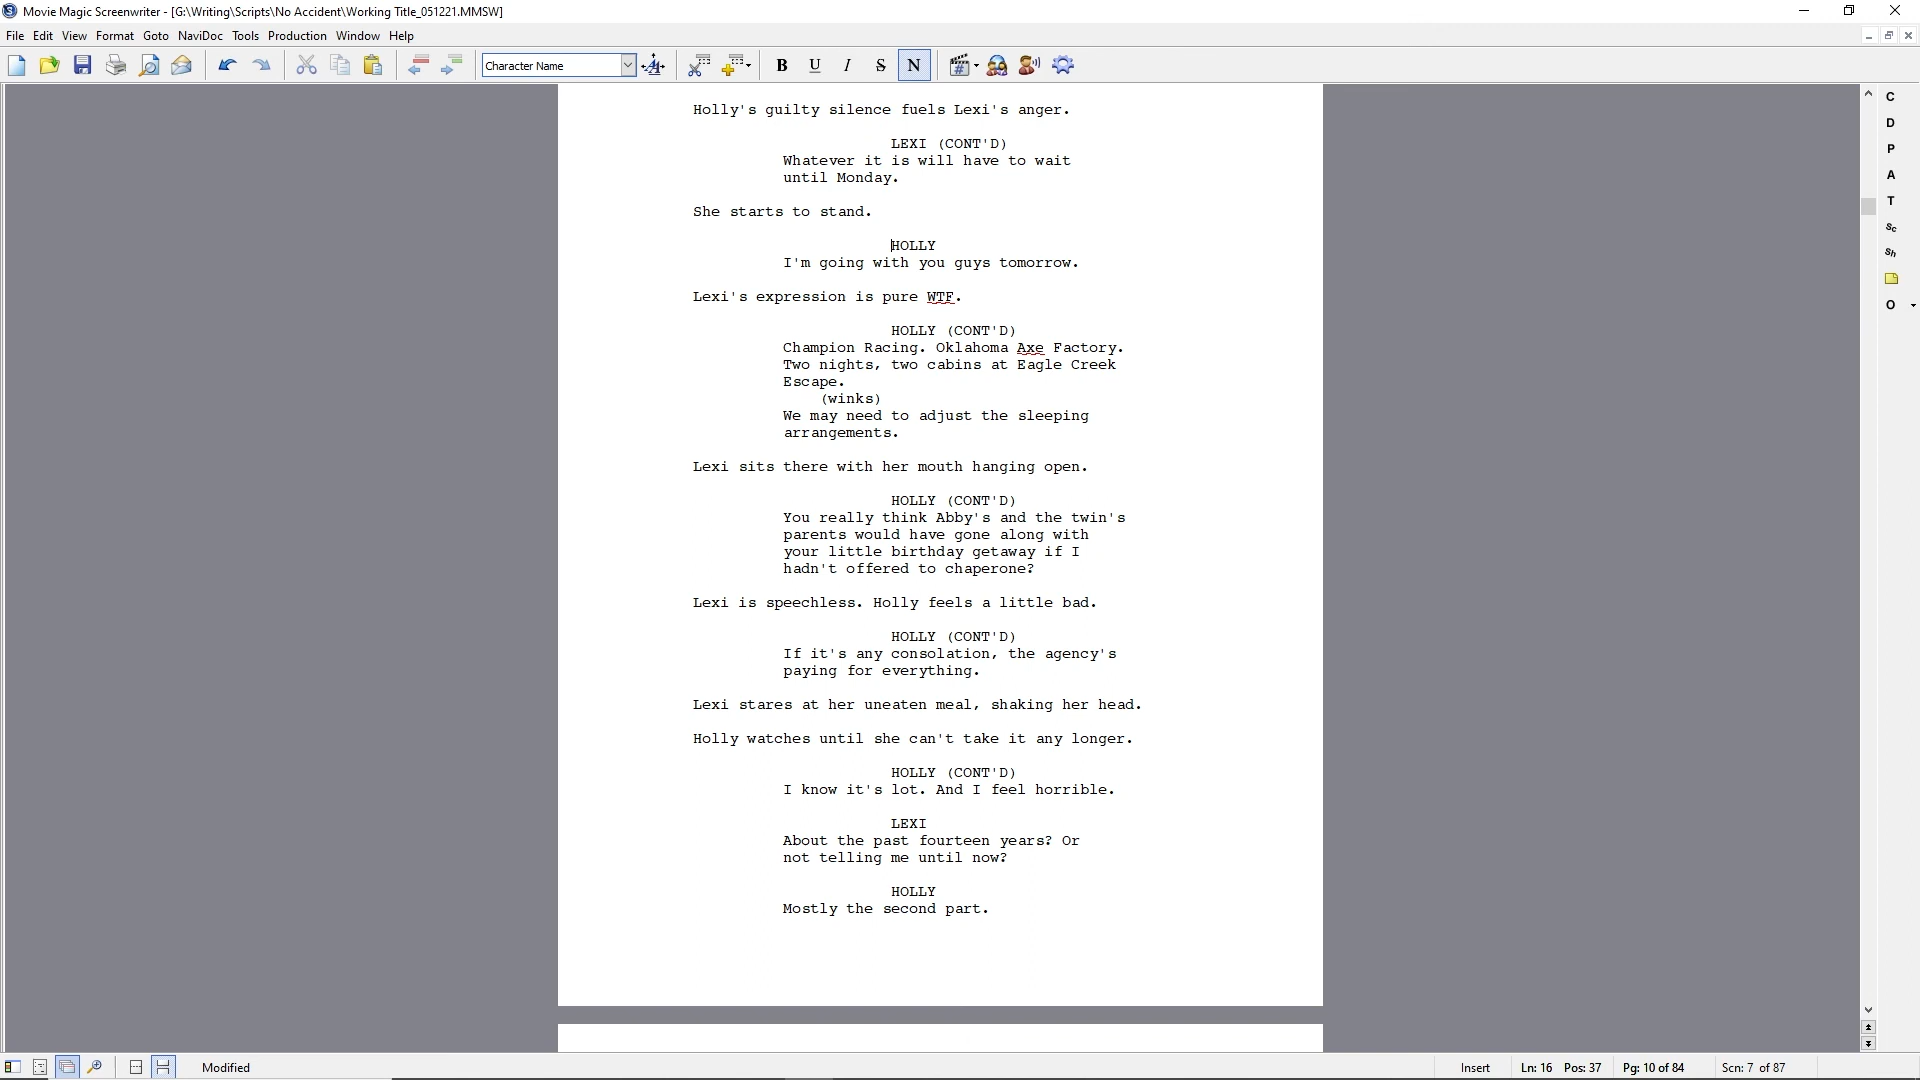 Movie Magic Screenwriter - [G:\Writing\Scripts\No Accident\Working Title_051221.MMSW]
File Edit View Format Goto NaviDoc Tools Production Window Help
Character Name
A
B U I S N
#
Holly's guilty silence fuels Lexi's anger.
LEXI (CONT'D)
Whatever it is will have to wait
until Monday.
She starts to stand.
HOLLY
I'm going with you guys tomorrow.
Lexi's expression is pure WTF.
HOLLY (CONT'D)
Champion Racing. Oklahoma Axe Factory.
Two nights, two cabins at Eagle Creek
Escape.
(winks)
We may need to adjust the sleeping
arrangements.
Lexi sits there with her mouth hanging open.
HOLLY (CONT'D)
You really think Abby's and the twin's
parents would have gone along with
your little birthday getaway if I
hadn't offered to chaperone?
Lexi is speechless. Holly feels a little bad.
HOLLY (CONT'D)
If it's any consolation, the agency's
paying for everything.
Lexi stares at her uneaten meal, shaking her head.
Holly watches until she can't take it any longer.
HOLLY (CONT'D)
I know it's lot. And I feel horrible.
LEXI
About the past fourteen years? Or
not telling me until now?
HOLLY
Mostly the second part.
C
D
P
A
T
Sc
Sh
O
Modified
Insert Ln: 16 Pos: 37 Pg: 10 of 84 Scn: 7 of 87